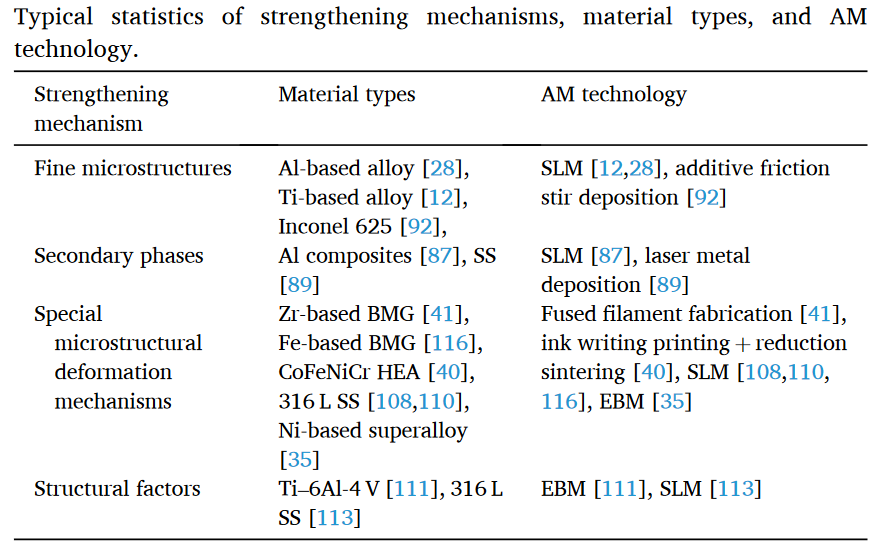 Typical statistics of strengthening mechanisms, material types, and AM
technology.
Strengthening mechanism Material types AM technology
Fine microstructures Al-based alloy [28], SLM [12,28], additive friction
Ti-based alloy [12], stir deposition [92]
Inconel 625 [92],
Secondary phases Al composites [87], SS SLM [87], laser metal
[89] deposition [89]
Special Zr-based BMG [41], Fused filament fabrication [41],
microstructural Fe-based BMG [116], ink writing printing + reduction
deformation CoFeNiCr HEA [40], sintering [40], SLM [108,110,
mechanisms 316 L SS [108,110], 116], EBM [35]
Ni-based superalloy
[35]
Structural factors Ti–6Al-4 V [111], 316 L EBM [111], SLM [113]
SS [113]